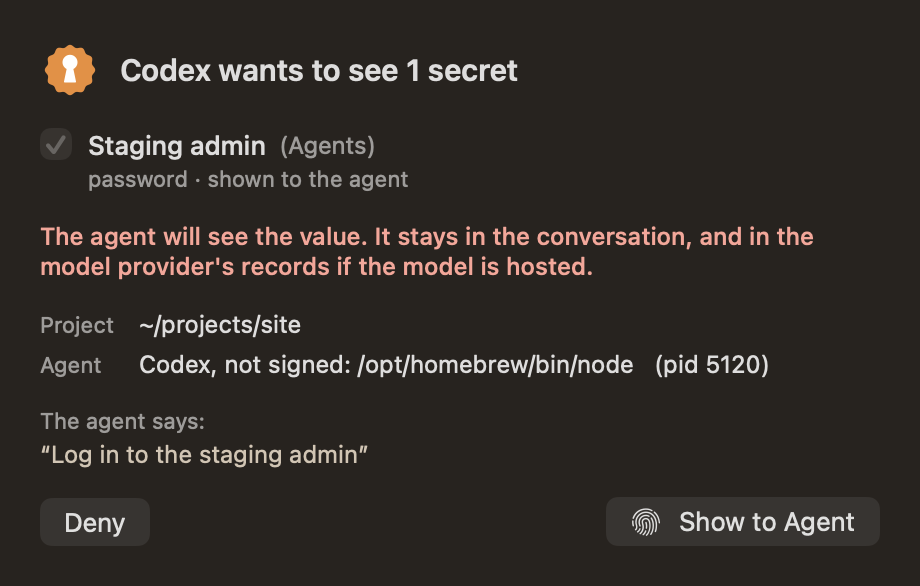 Codex wants to see 1 secret
Staging admin (Agents)
password · shown to the agent
The agent will see the value. It stays in the conversation, and in the
model provider's records if the model is hosted.
Project ~/projects/site
Agent Codex, not signed: /opt/homebrew/bin/node (pid 5120)
The agent says:
“Log in to the staging admin”
Deny
Show to Agent